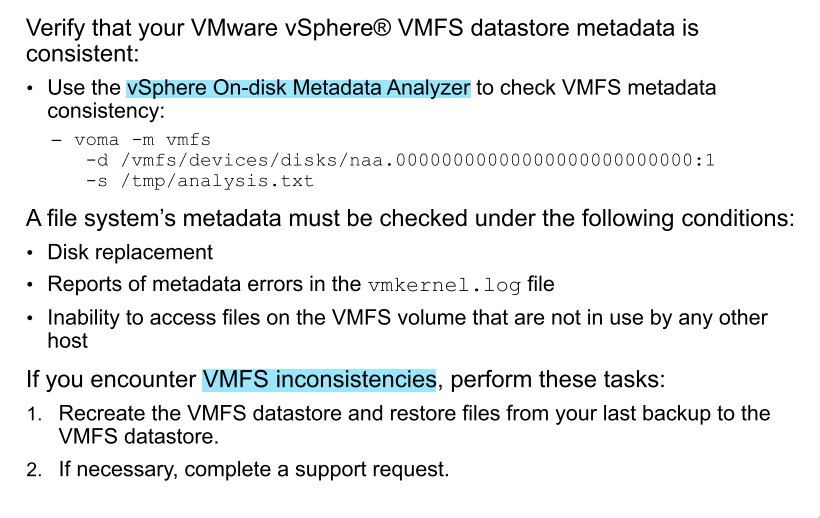 Verify that your VMware vSphere® VMFS datastore metadata is
consistent:
• Use the vSphere On-disk Metadata Analyzer to check VMFS metadata
consistency:
– voma -m vmfs
-d /vmfs/devices/disks/naa.00000000000000000000000000:1
-s /tmp/analysis.txt
A file system’s metadata must be checked under the following conditions:
• Disk replacement
• Reports of metadata errors in the vmkernel.log file
• Inability to access files on the VMFS volume that are not in use by any other
host
If you encounter VMFS inconsistencies, perform these tasks:
1. Recreate the VMFS datastore and restore files from your last backup to the
VMFS datastore.
2. If necessary, complete a support request.